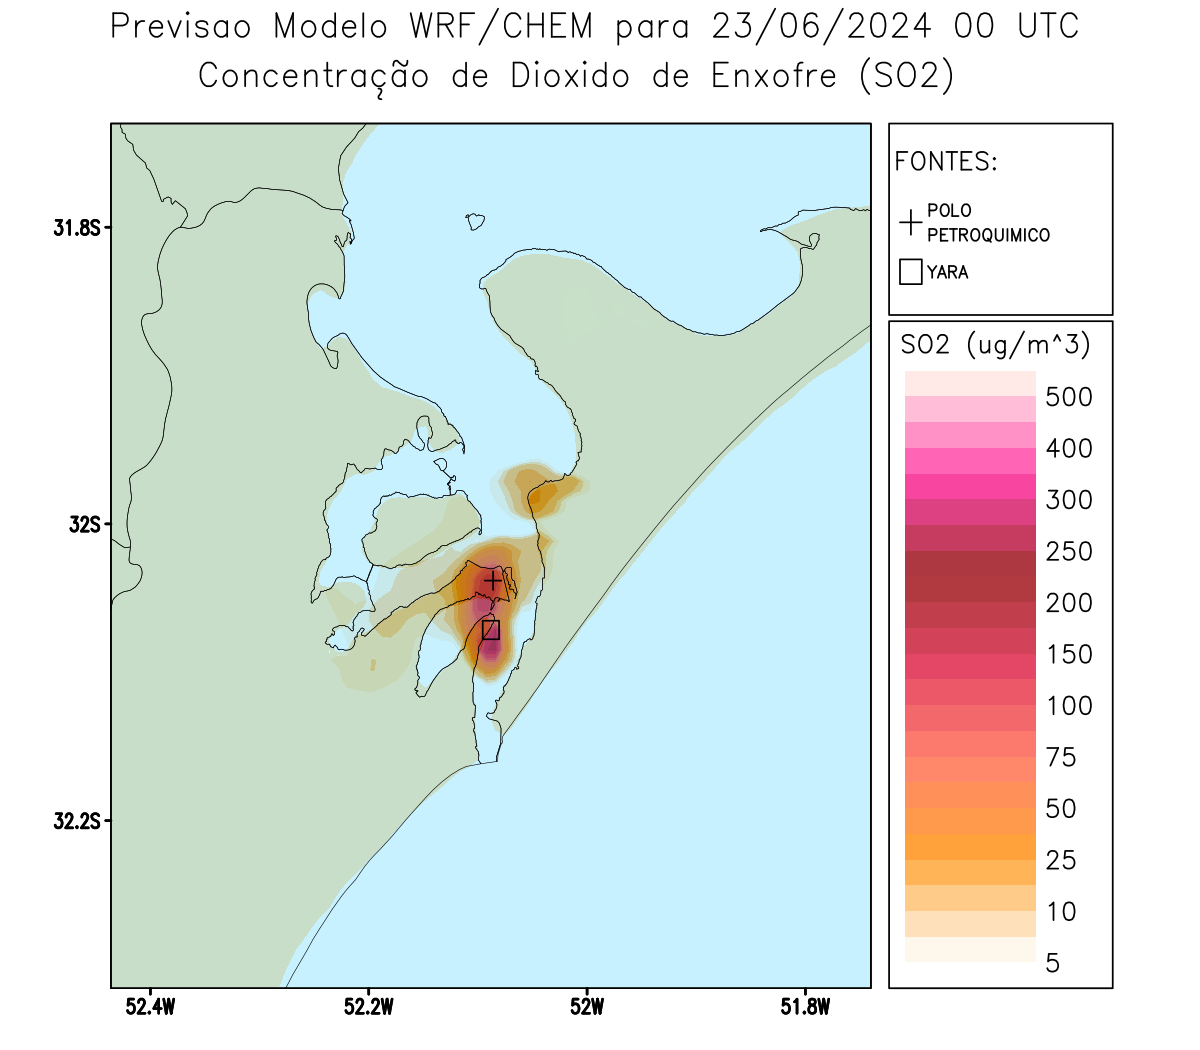 Previsao Modelo WRF/CHEM para 23/06/2024 00 UTC
Concentração de Dioxido de Enxofre (SO2)
FONTES:
POLO
PETROQUIMICO
YARA
SO2 (ug/m^3)
500
400
300
250
200
150
100
75
50
25
10
5
31.8S
32S
32.2S
52.4W
52.2W
52W
51.8W